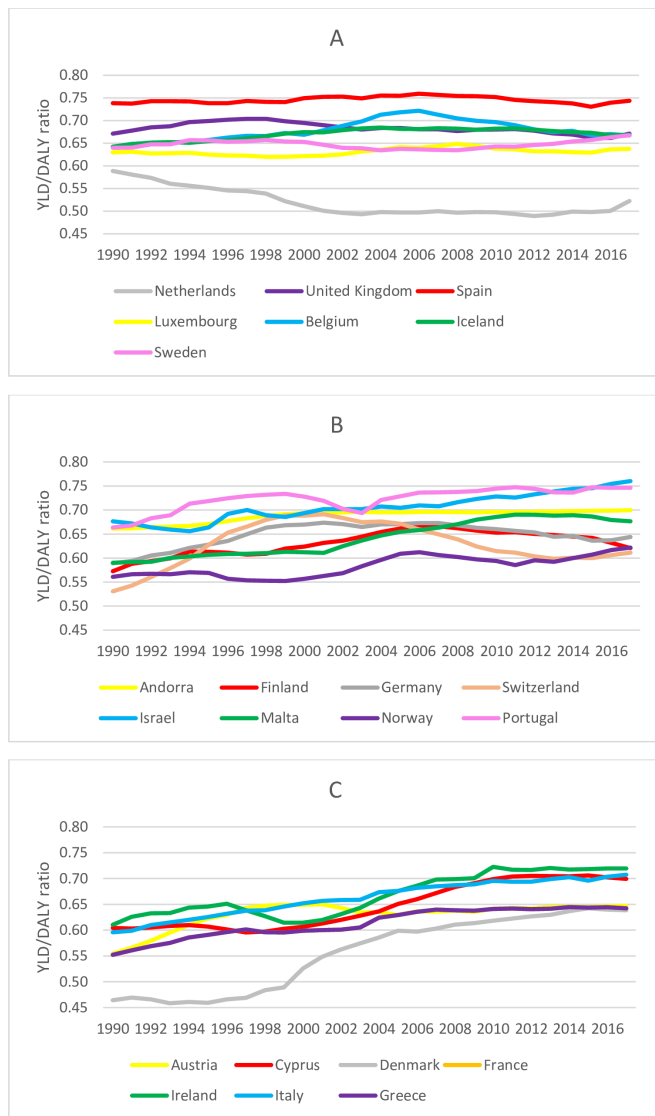 A
YLD/DALY ratio
0.80
0.75
0.70
0.65
0.60
0.55
0.50
0.45
1990 1992 1994 1996 1998 2000 2002 2004 2006 2008 2010 2012 2014 2016
Netherlands United Kingdom Spain
Luxembourg Belgium Iceland
Sweden
B
YLD/DALY ratio
0.80
0.75
0.70
0.65
0.60
0.55
0.50
0.45
1990 1992 1994 1996 1998 2000 2002 2004 2006 2008 2010 2012 2014 2016
Andorra Finland Germany Switzerland
Israel Malta Norway Portugal
C
YLD/DALY ratio
0.80
0.75
0.70
0.65
0.60
0.55
0.50
0.45
1990 1992 1994 1996 1998 2000 2002 2004 2006 2008 2010 2012 2014 2016
Austria Cyprus Denmark France
Ireland Italy Greece